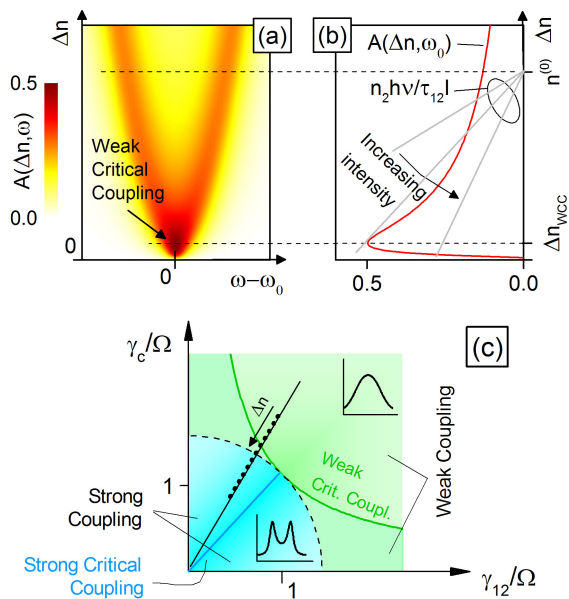 Δn
(a)
0.5
A(Δn,ω)
0.0
Weak
Critical
Coupling
0
0
ω−ω₀
(b)
A(Δn,ω₀)
n₂hν/τ₁₂I
Increasing
intensity
Δn
n⁽⁰⁾
Δn_WCC
0.5
0.0
(c)
γ_c/Ω
Δn
Weak
Crit. Coupl.
Weak Coupling
1
Strong
Coupling
Strong Critical
Coupling
1
γ₁₂/Ω